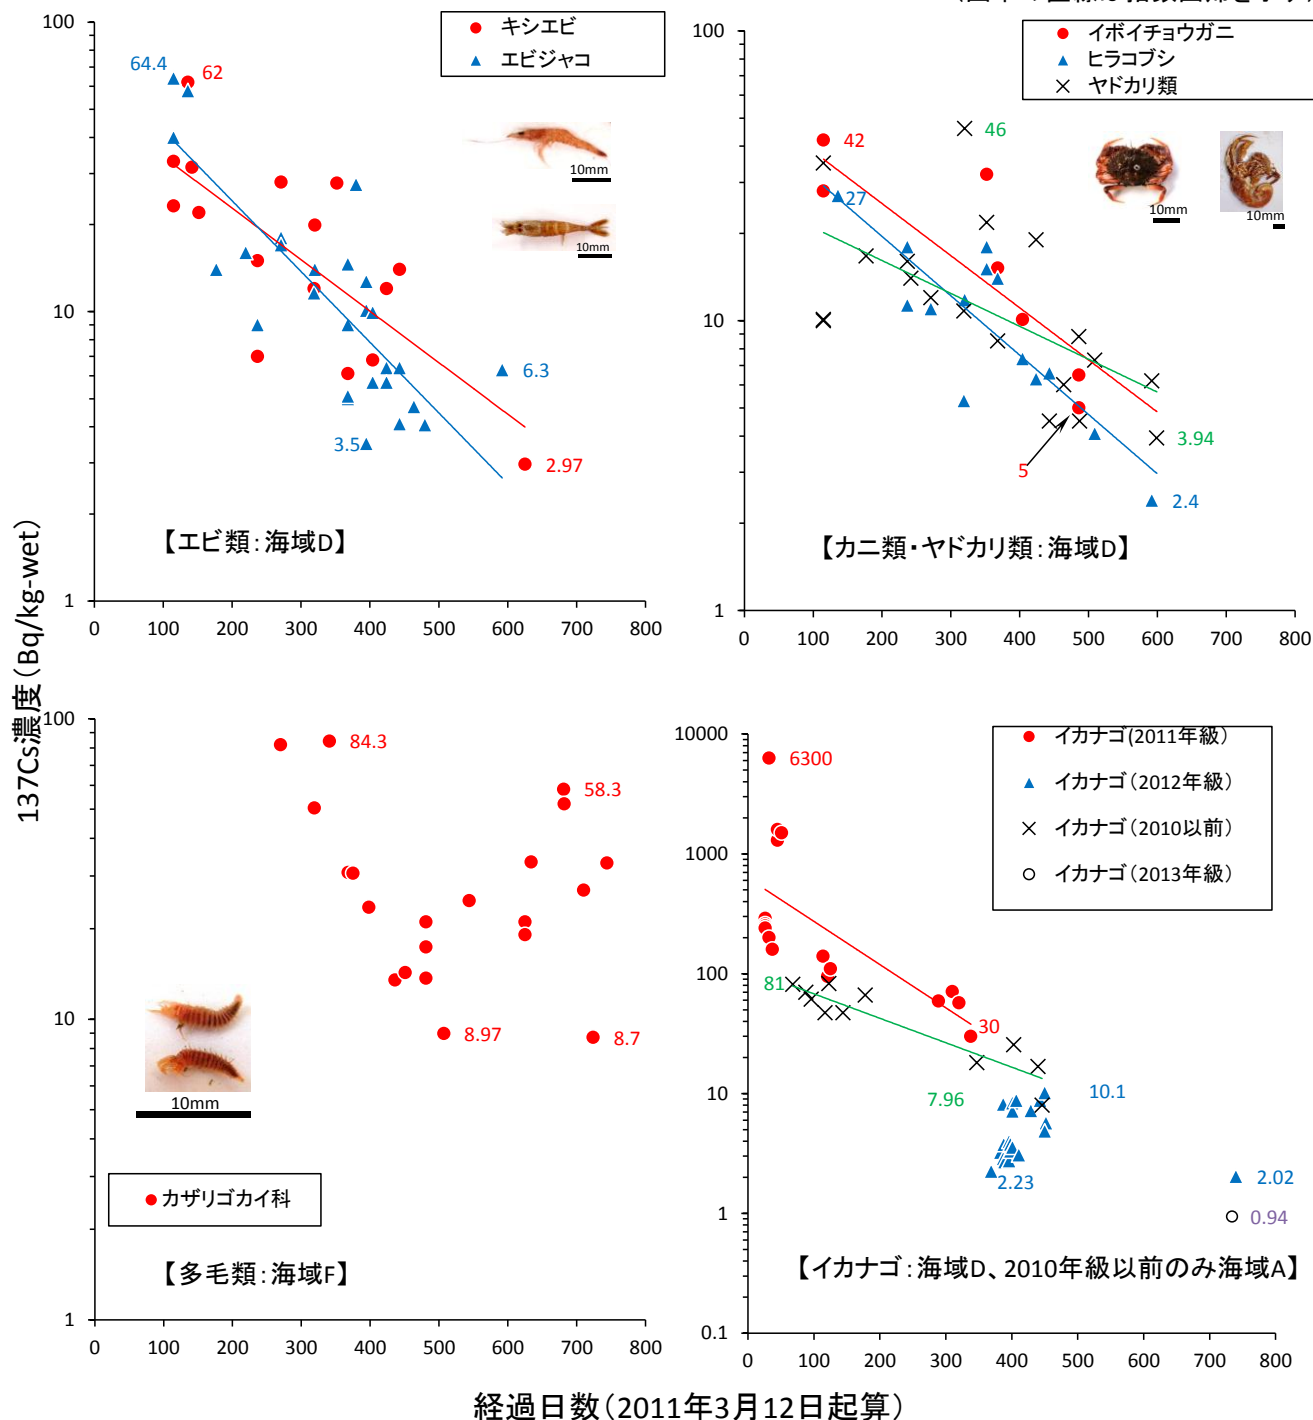 キシエビ
エビジャコ
100
10
1
64.4
62
6.3
3.5
2.97
10mm
10mm
【エビ類:海域D】
0 100 200 300 400 500 600 700 800
イボイチョウガニ
ヒラコブシ
ヤドカリ類
100
10
1
42
46
27
5
3.94
2.4
10mm
10mm
【カニ類・ヤドカリ類:海域D】
0 100 200 300 400 500 600 700 800
137Cs濃度(Bq/kg-wet)
100
10
1
84.3
58.3
8.97
8.7
10mm
カザリゴカイ科
【多毛類:海域F】
0 100 200 300 400 500 600 700 800
イカナゴ(2011年級)
イカナゴ(2012年級)
イカナゴ(2010以前)
イカナゴ(2013年級)
10000
1000
100
10
1
0.1
6300
81
30
7.96
10.1
2.23
2.02
0.94
【イカナゴ:海域D、2010年級以前のみ海域A】
0 100 200 300 400 500 600 700 800
経過日数(2011年3月12日起算)